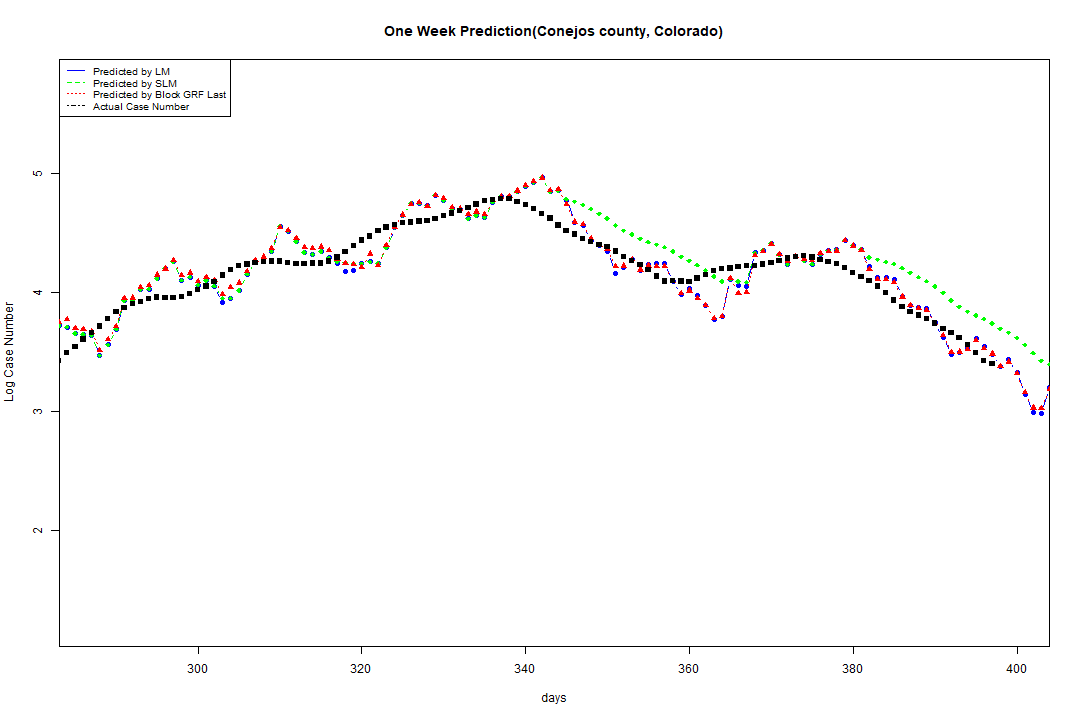 One Week Prediction(Conejos county, Colorado)
Predicted by LM
Predicted by SLM
Predicted by Block GRF Last
Actual Case Number
5
4
3
2
Log Case Number
300 320 340 360 380 400
days